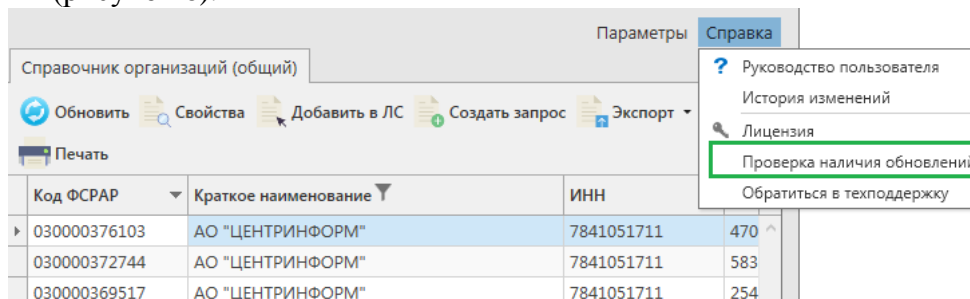 Параметры Справка
Справочник организаций (общий)
Обновить Свойства Добавить в ЛС Создать запрос Экспорт
Печать
? Руководство пользователя
История изменений
Лицензия
Проверка наличия обновлений
Обратиться в техподдержку
Код ФСРАР Краткое наименование ИНН
030000376103 АО "ЦЕНТРИНФОРМ" 7841051711 470
030000372744 АО "ЦЕНТРИНФОРМ" 7841051711 583
030000369517 АО "ЦЕНТРИНФОРМ" 7841051711 254